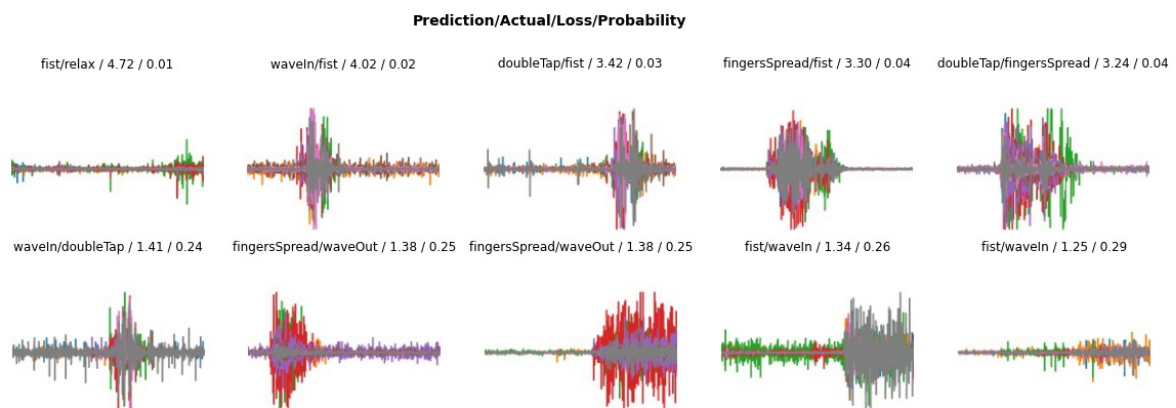 Prediction/Actual/Loss/Probability
fist/relax / 4.72 / 0.01
waveIn/fist / 4.02 / 0.02
doubleTap/fist / 3.42 / 0.03
fingersSpread/fist / 3.30 / 0.04
doubleTap/fingersSpread / 3.24 / 0.04
waveIn/doubleTap / 1.41 / 0.24
fingersSpread/waveOut / 1.38 / 0.25
fingersSpread/waveOut / 1.38 / 0.25
fist/waveIn / 1.34 / 0.26
fist/waveIn / 1.25 / 0.29